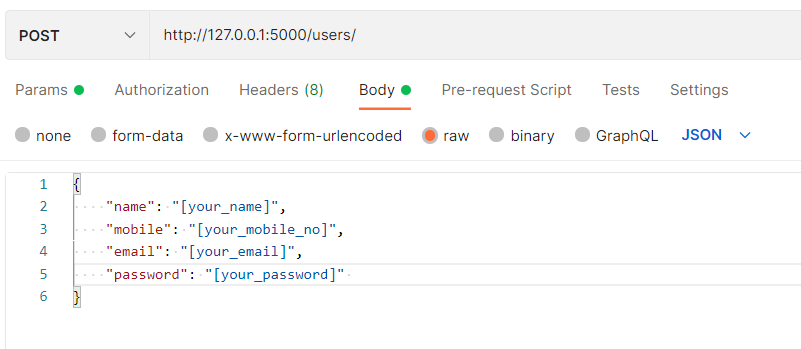 POST http://127.0.0.1:5000/users/
Params Authorization Headers (8) Body Pre-request Script Tests Settings
none form-data x-www-form-urlencoded raw binary GraphQL JSON
1 {
2 "name": "[your_name]",
3 "mobile": "[your_mobile_no]",
4 "email": "[your_email]",
5 "password": "[your_password]"
6 }